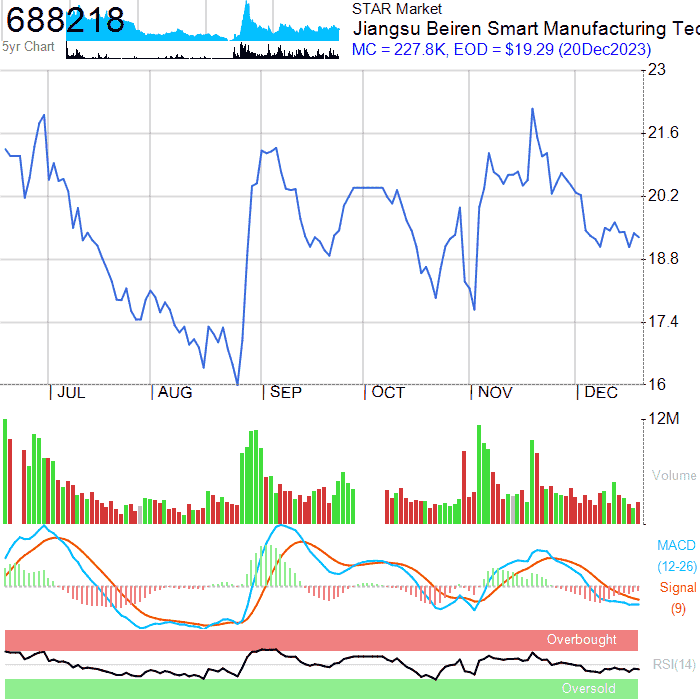 688218
5yr Chart
STAR Market
Jiangsu Beiren Smart Manufacturing Tec
MC = 227.8K, EOD = $19.29 (20Dec2023)
23
21.6
20.2
18.8
17.4
16
JUL AUG SEP OCT NOV DEC
12M
Volume
MACD
(12-26)
Signal
(9)
Overbought
RSI(14)
Oversold